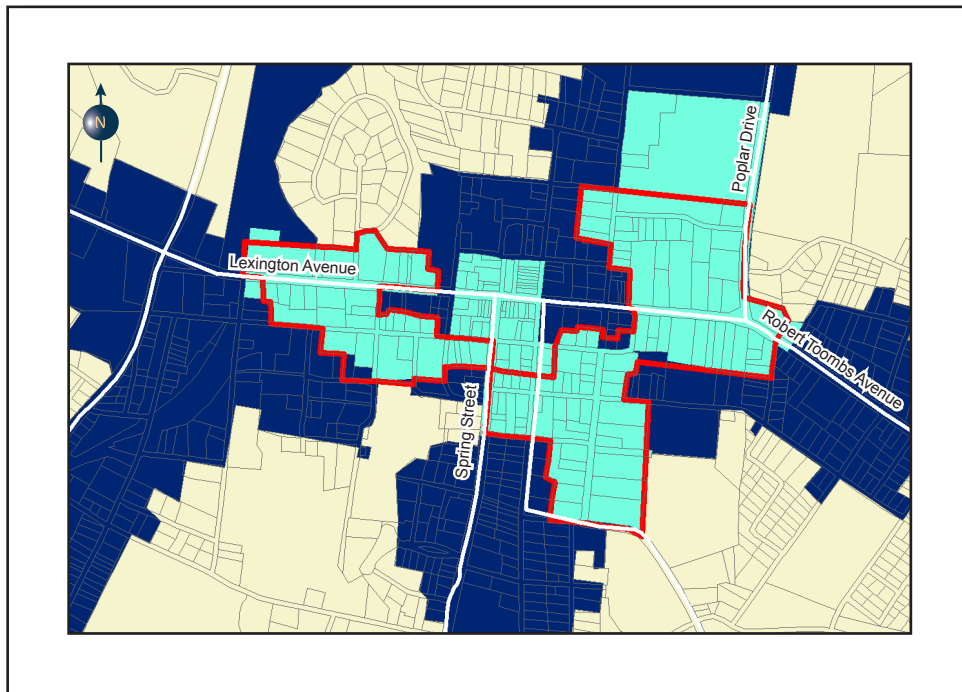 N
Poplar Drive
Lexington Avenue
Robert Toombs Avenue
Spring Street